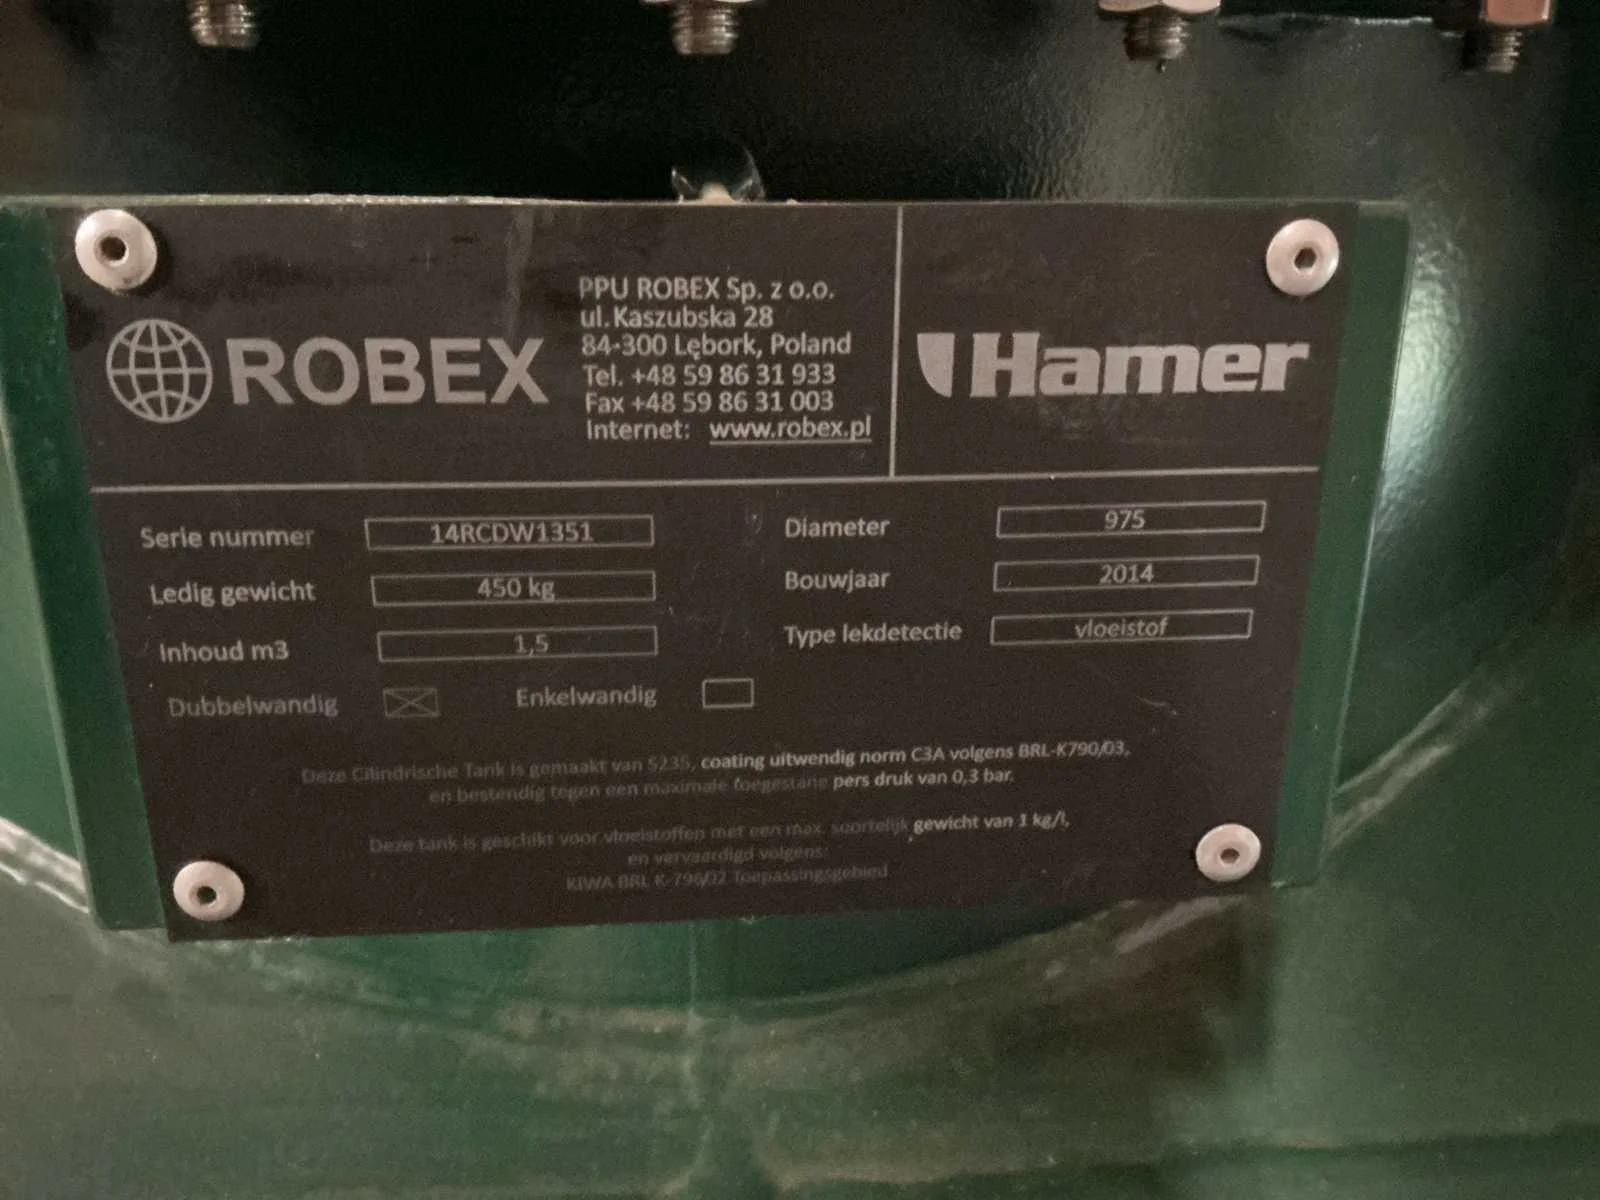 ROBEX
PPU ROBEX Sp. z o.o.
ul. Kaszubska 28
84-300 Lębork, Poland
Tel. +48 59 86 31 933
Fax +48 59 86 31 003
Internet: www.robex.pl
Hamer
Serie nummer 14RCDW1351
Ledig gewicht 450 kg
Inhoud m3 1,5
Dubbelwandig Enkelwandig
Diameter 975
Bouwjaar 2014
Type lekdetectie vloeistof
Deze Cilindrische Tank is gemaakt van S235, coating uitwendig norm C3A volgens BRL-K790/03,
en bestendig tegen een maximale toegestane pers druk van 0,3 bar.
Deze tank is geschikt voor vloeistoffen met een max. soortelijk gewicht van 1 kg/l,
en vervaardigd volgens:
KIWA BRL K-796/02 Toepassingsgebied